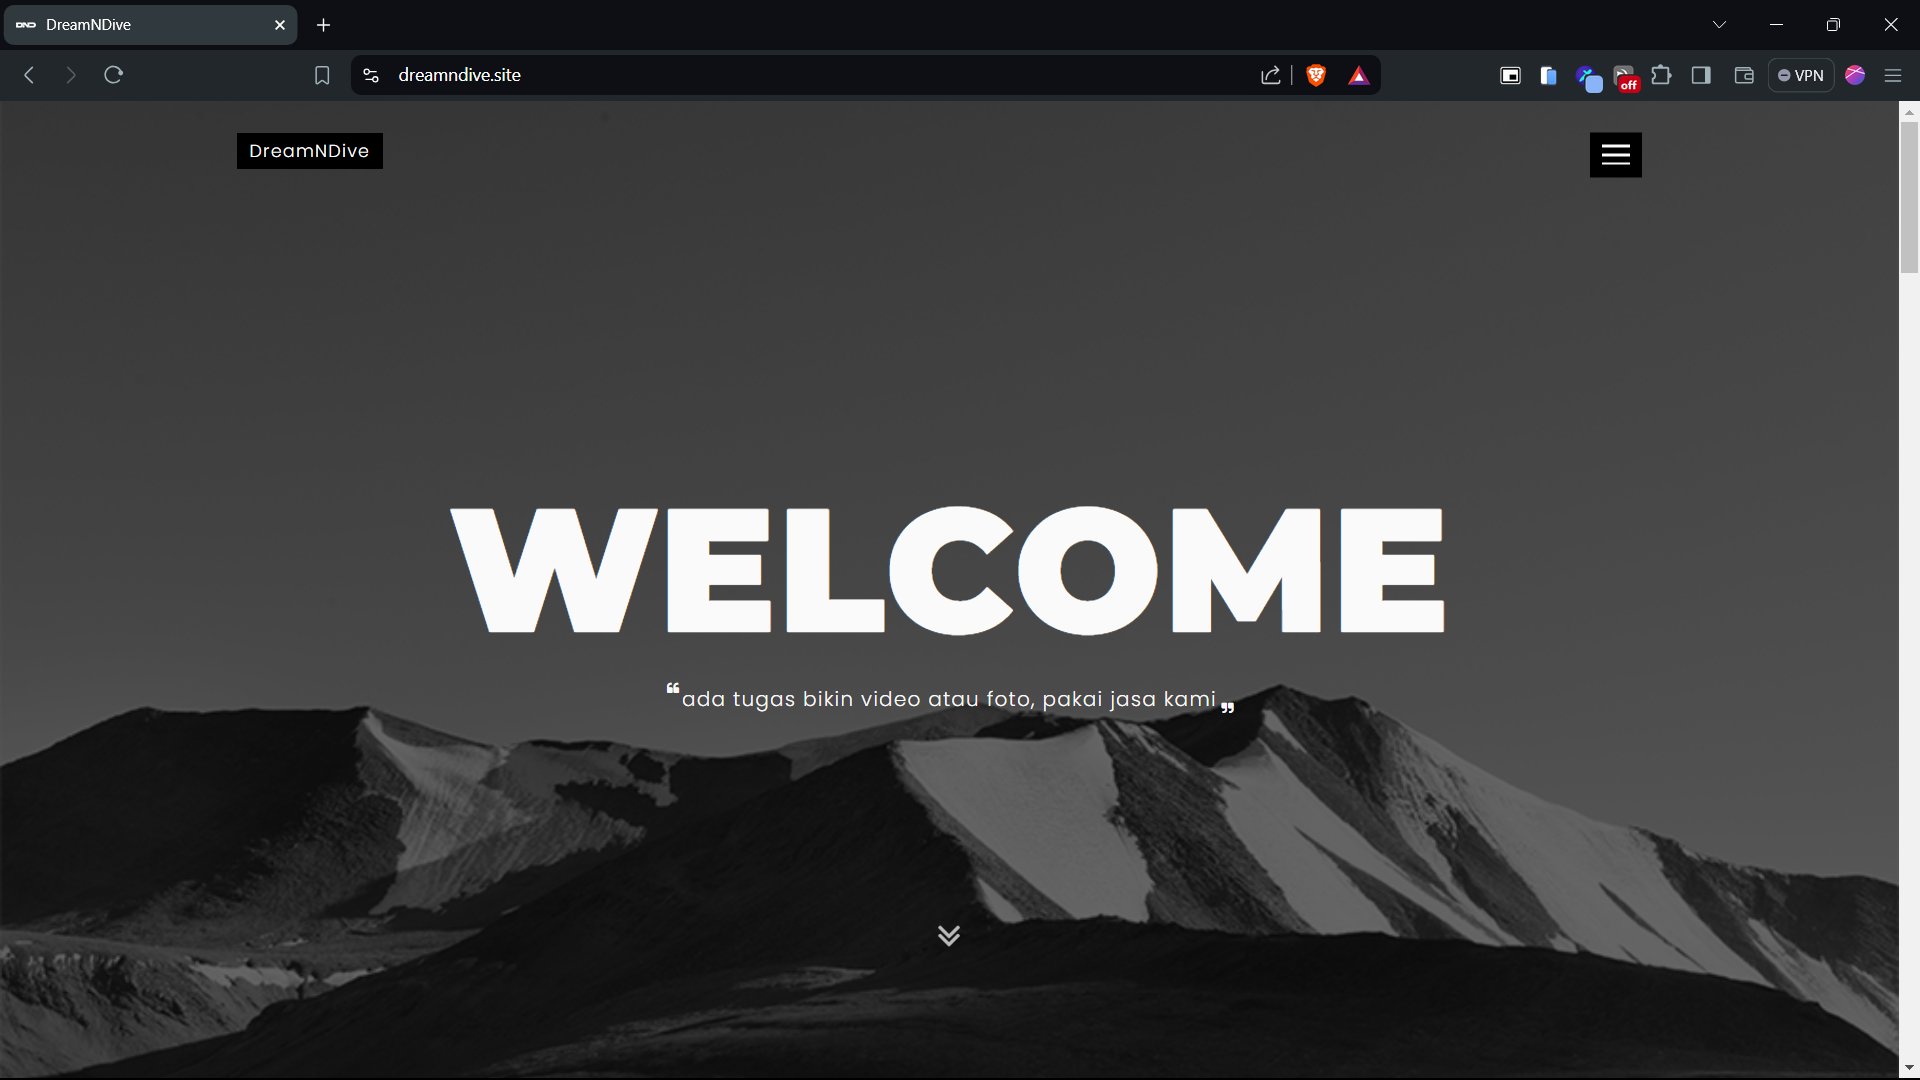 DreamNDive
dreamndive.site
off
VPN
DreamNDive
WELCOME
❝ada tugas bikin video atau foto, pakai jasa kami❞